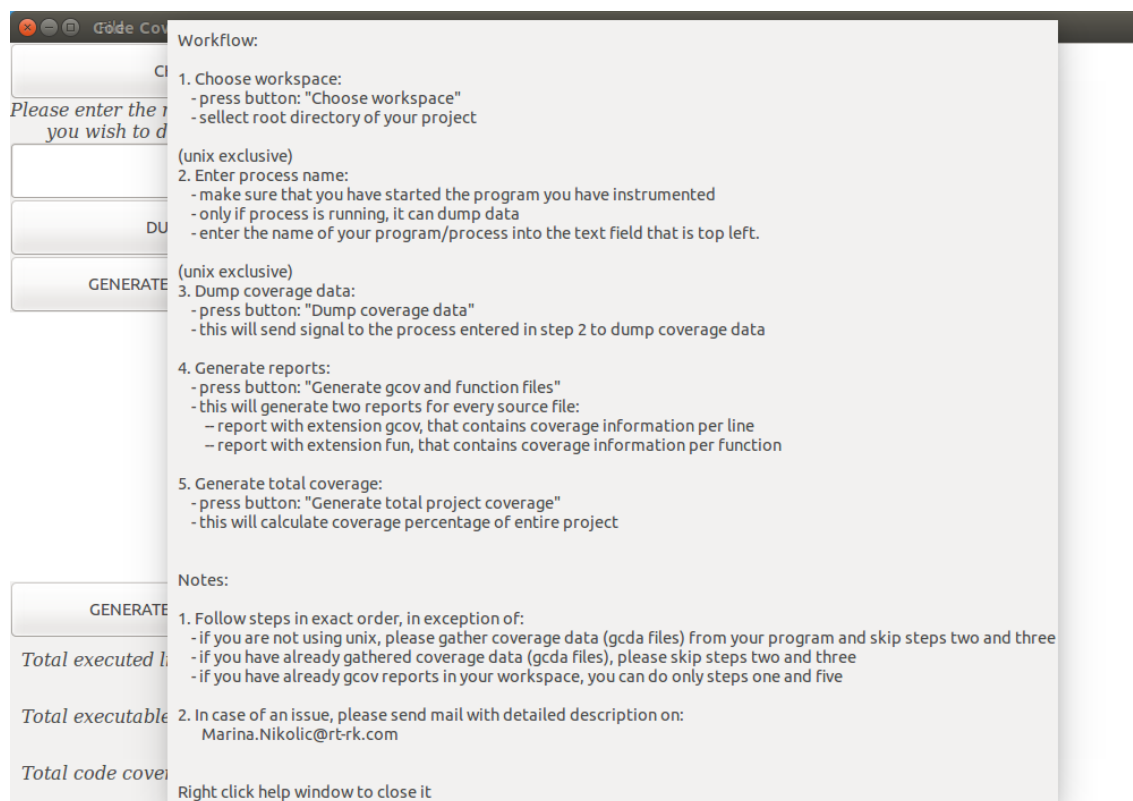 Code Cov
File
Workflow:
1. Choose workspace:
- press button: "Choose workspace"
- sellect root directory of your project
Please enter the
you wish to d
(unix exclusive)
2. Enter process name:
- make sure that you have started the program you have instrumented
- only if process is running, it can dump data
- enter the name of your program/process into the text field that is top left.
DU
(unix exclusive)
3. Dump coverage data:
- press button: "Dump coverage data"
- this will send signal to the process entered in step 2 to dump coverage data
GENERATE
4. Generate reports:
- press button: "Generate gcov and function files"
- this will generate two reports for every source file:
-- report with extension gcov, that contains coverage information per line
-- report with extension fun, that contains coverage information per function
5. Generate total coverage:
- press button: "Generate total project coverage"
- this will calculate coverage percentage of entire project
Notes:
GENERATE
1. Follow steps in exact order, in exception of:
- if you are not using unix, please gather coverage data (gcda files) from your program and skip steps two and three
- if you have already gathered coverage data (gcda files), please skip steps two and three
- if you have already gcov reports in your workspace, you can do only steps one and five
Total executed li
Total executable
2. In case of an issue, please send mail with detailed description on:
Marina.Nikolic@rt-rk.com
Total code cover
Right click help window to close it